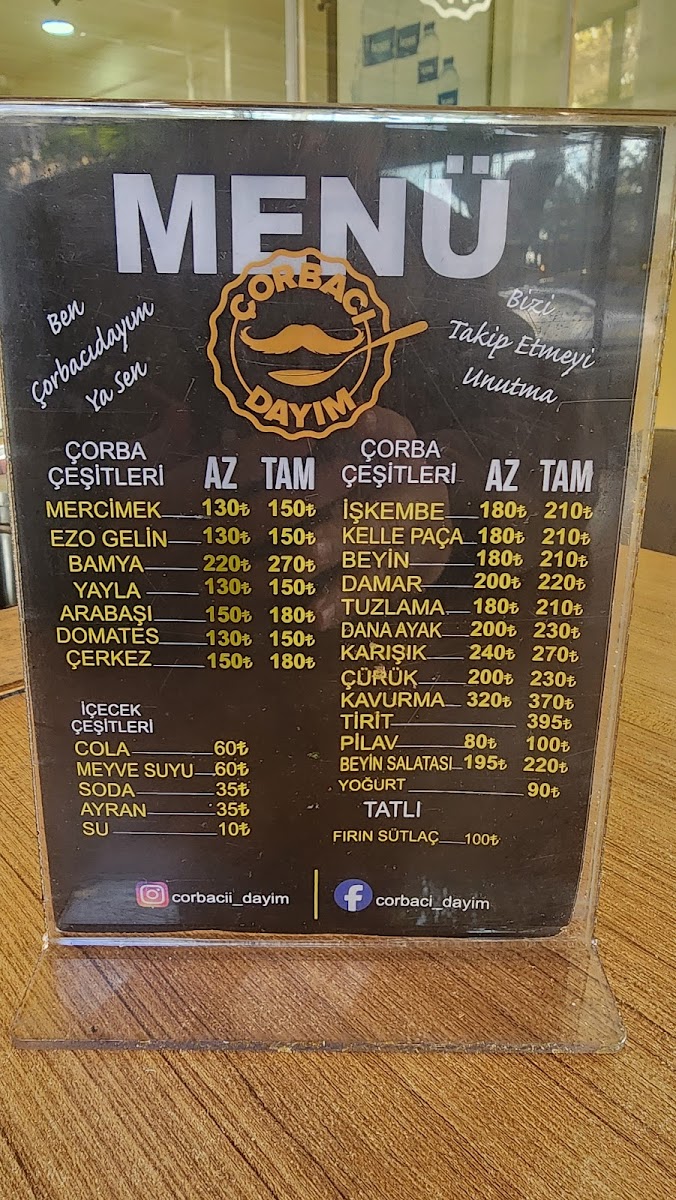 MENÜ
ÇORBACI
DAYIM
Ben
Çorbacıdayım
Ya Sen
Bizi
Takip Etmeyi
Unutma
ÇORBA
ÇEŞİTLERİ AZ TAM
MERCİMEK 130₺ 150₺
EZO GELİN 130₺ 150₺
BAMYA 220₺ 270₺
YAYLA 130₺ 150₺
ARABAŞI 150₺ 180₺
DOMATES 130₺ 150₺
ÇERKEZ 150₺ 180₺
İÇECEK
ÇEŞİTLERİ
COLA 60₺
MEYVE SUYU 60₺
SODA 35₺
AYRAN 35₺
SU 10₺
ÇORBA
ÇEŞİTLERİ AZ TAM
İŞKEMBE 180₺ 210₺
KELLE PAÇA 180₺ 210₺
BEYİN 180₺ 210₺
DAMAR 200₺ 220₺
TUZLAMA 180₺ 210₺
DANA AYAK 200₺ 230₺
KARIŞIK 240₺ 270₺
ÇÜRÜK 200₺ 230₺
KAVURMA 320₺ 370₺
TİRİT 395₺
PİLAV 80₺ 100₺
BEYİN SALATASI 195₺ 220₺
YOĞURT 90₺
TATLI
FIRIN SÜTLAÇ 100₺
corbacii_dayim
corbaci_dayim